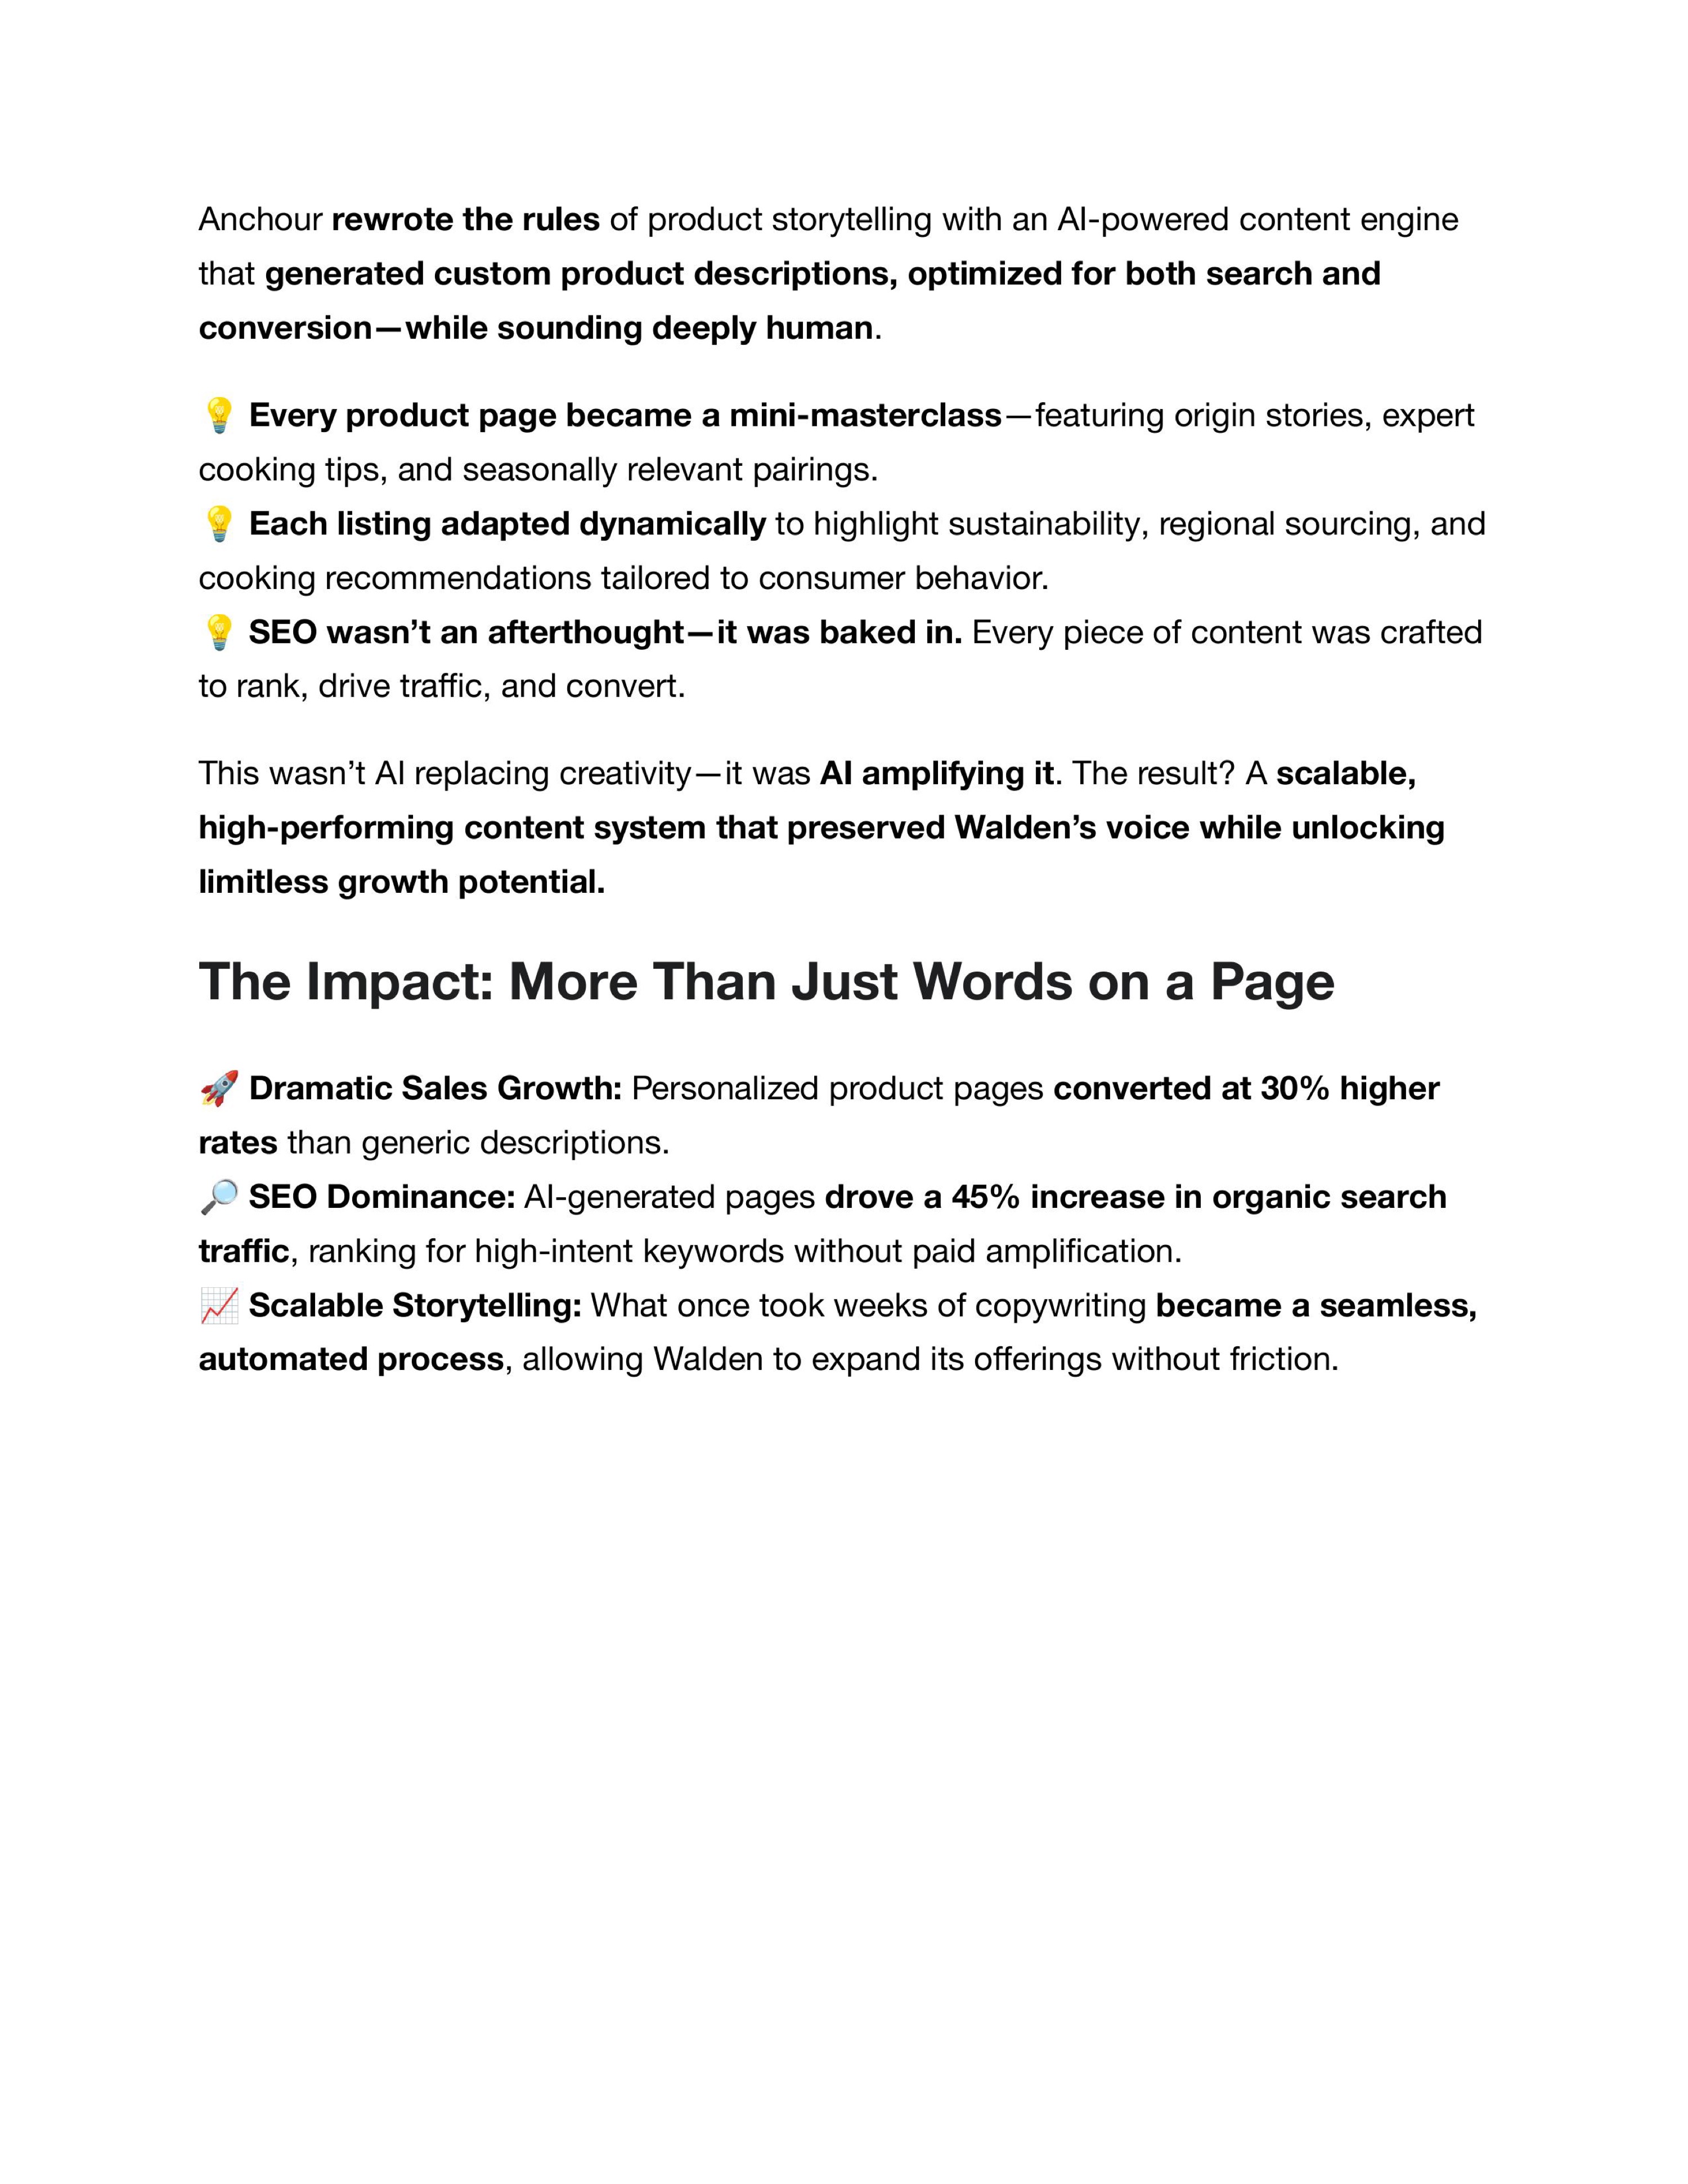 Anchour rewrote the rules of product storytelling with an AI-powered content engine
that generated custom product descriptions, optimized for both search and
conversion—while sounding deeply human.
💡 Every product page became a mini-masterclass—featuring origin stories, expert
cooking tips, and seasonally relevant pairings.
💡 Each listing adapted dynamically to highlight sustainability, regional sourcing, and
cooking recommendations tailored to consumer behavior.
💡 SEO wasn’t an afterthought—it was baked in. Every piece of content was crafted
to rank, drive traffic, and convert.
This wasn’t AI replacing creativity—it was AI amplifying it. The result? A scalable,
high-performing content system that preserved Walden’s voice while unlocking
limitless growth potential.
The Impact: More Than Just Words on a Page
🚀 Dramatic Sales Growth: Personalized product pages converted at 30% higher
rates than generic descriptions.
🔎 SEO Dominance: AI-generated pages drove a 45% increase in organic search
traffic, ranking for high-intent keywords without paid amplification.
📈 Scalable Storytelling: What once took weeks of copywriting became a seamless,
automated process, allowing Walden to expand its offerings without friction.